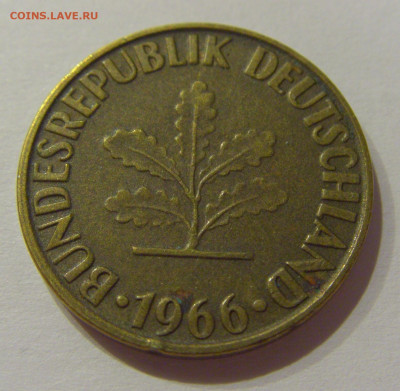 COINS.LAVE.RU
BUNDESREPUBLIK DEUTSCHLAND
· 1966 ·